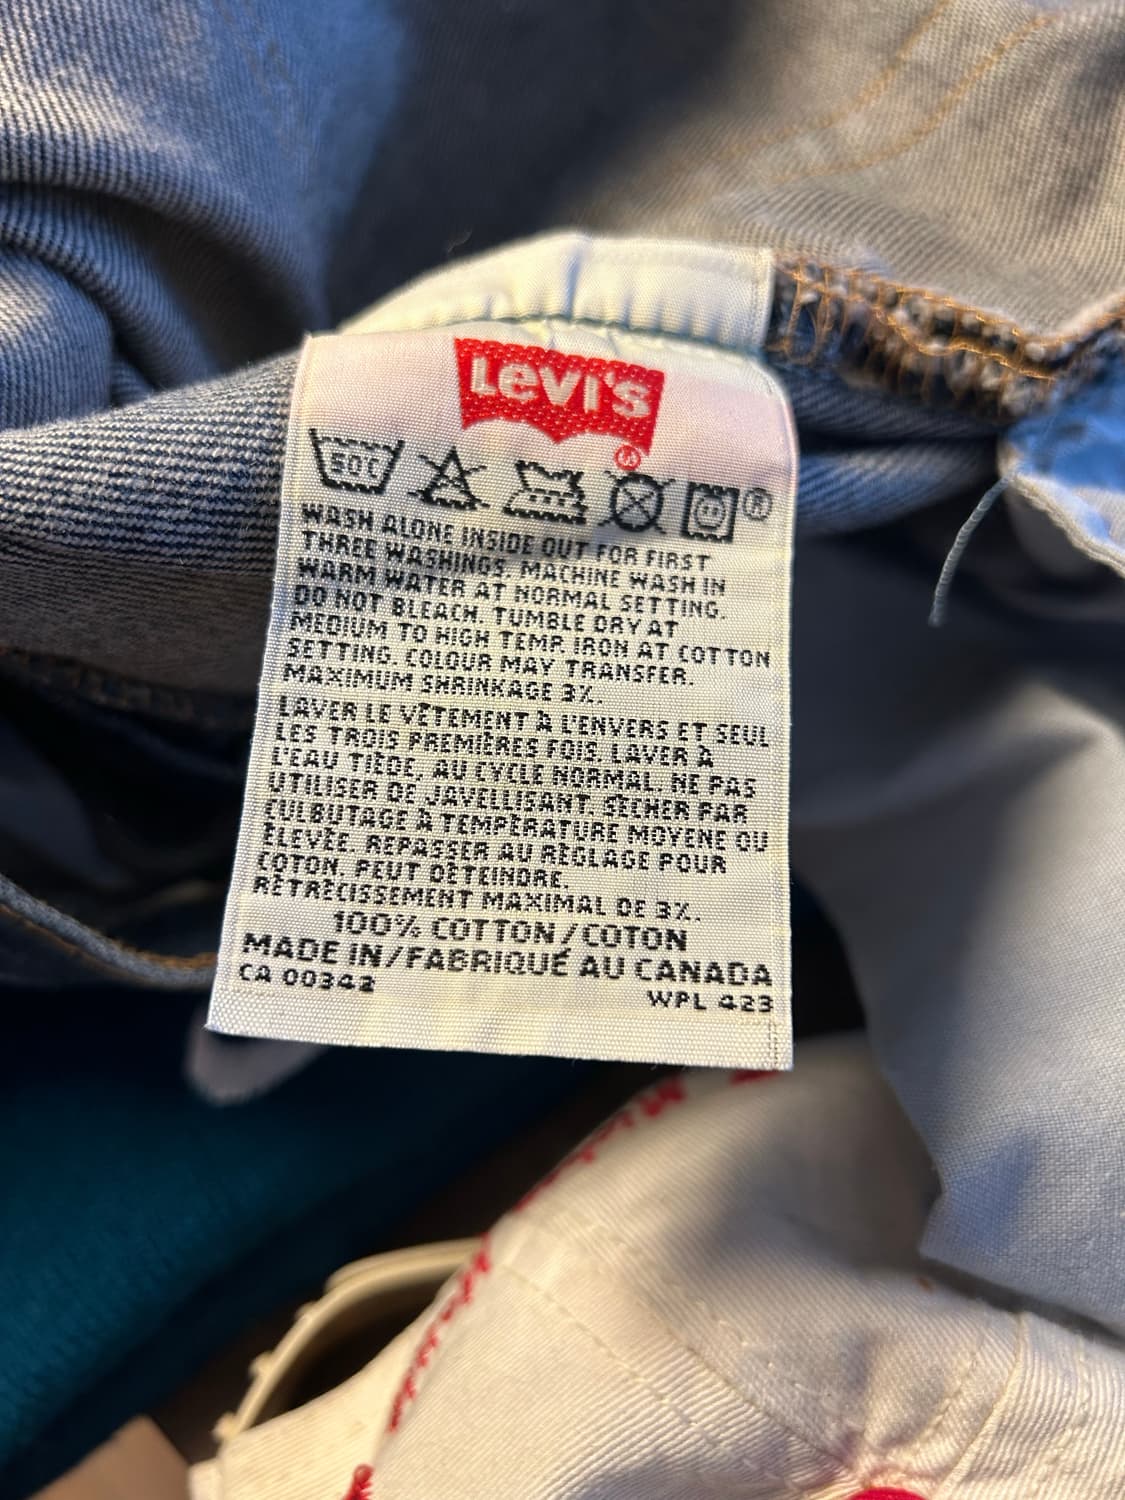 Levi's
®
50°C
®
WASH ALONE INSIDE OUT FOR FIRST
THREE WASHINGS. MACHINE WASH IN
WARM WATER AT NORMAL SETTING.
DO NOT BLEACH. TUMBLE DRY AT
MEDIUM TO HIGH TEMP. IRON AT COTTON
SETTING. COLOUR MAY TRANSFER.
MAXIMUM SHRINKAGE 3%.
LAVER LE VÊTEMENT À L'ENVERS ET SEUL
LES TROIS PREMIÈRES FOIS. LAVER À
L'EAU TIÈDE, AU CYCLE NORMAL. NE PAS
UTILISER DE JAVELLISANT. SÉCHER PAR
CULBUTAGE À TEMPÉRATURE MOYENNE OU
ÉLEVÉE. REPASSER AU RÉGLAGE POUR
COTON. PEUT DÉTEINDRE.
RÉTRÉCISSEMENT MAXIMAL DE 3%.
100% COTTON/COTON
MADE IN/FABRIQUÉ AU CANADA
CA 00342
WPL 423